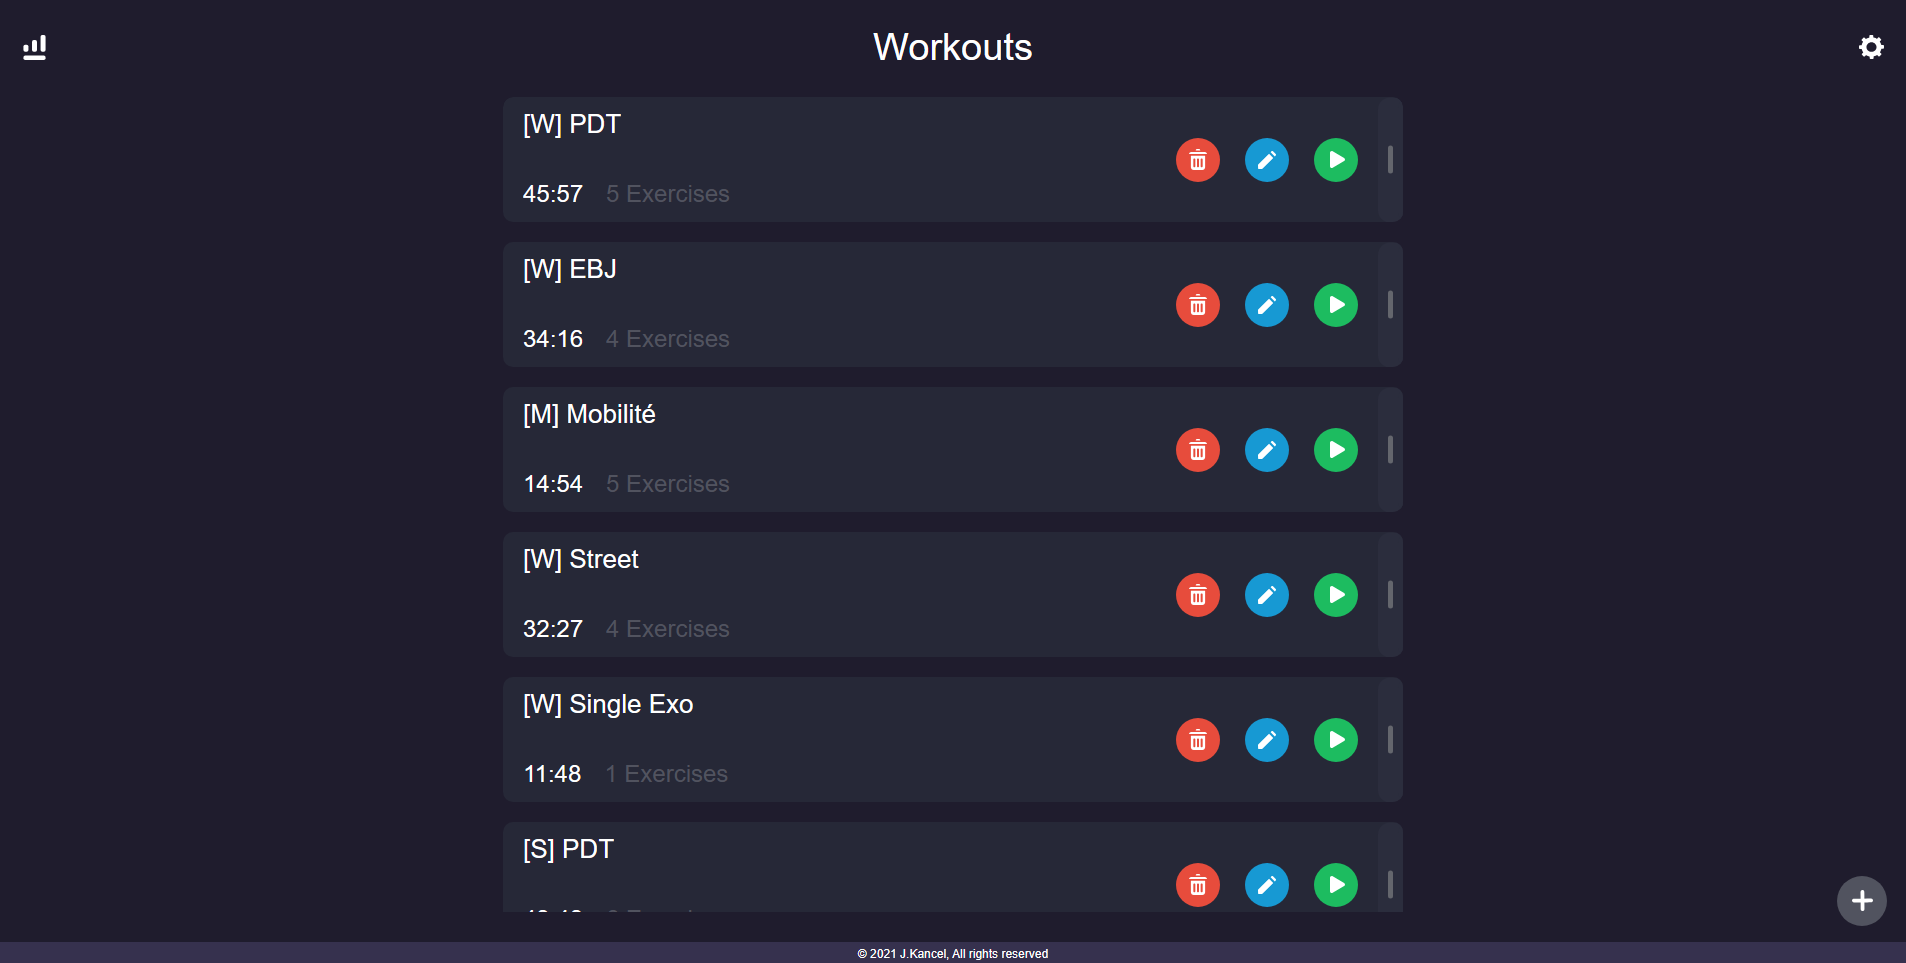 Workouts
[W] PDT
45:57 5 Exercises
[W] EBJ
34:16 4 Exercises
[M] Mobilité
14:54 5 Exercises
[W] Street
32:27 4 Exercises
[W] Single Exo
11:48 1 Exercises
[S] PDT
© 2021 J.Kancel, All rights reserved